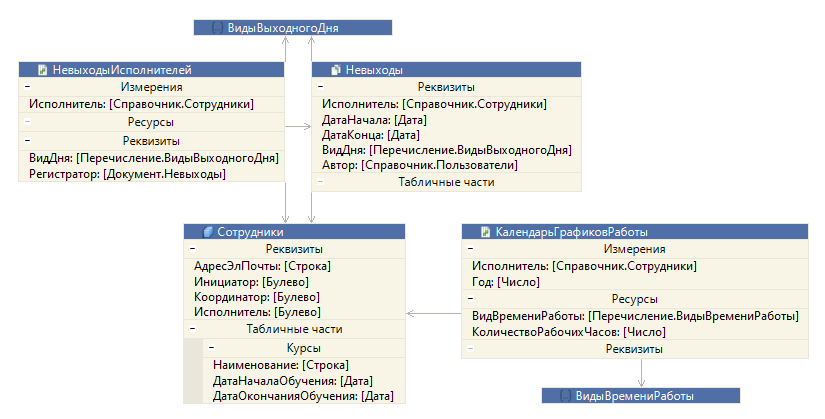 ВидыВыходногоДня
НевыходыИсполнителей
Измерения
Исполнитель: [Справочник.Сотрудники]
Ресурсы
Реквизиты
ВидДня: [Перечисление.ВидыВыходногоДня]
Регистратор: [Документ.Невыходы]
Невыходы
Реквизиты
Исполнитель: [Справочник.Сотрудники]
ДатаНачала: [Дата]
ДатаКонца: [Дата]
ВидДня: [Перечисление.ВидыВыходногоДня]
Автор: [Справочник.Пользователи]
Табличные части
Сотрудники
Реквизиты
АдресЭлПочты: [Строка]
Инициатор: [Булево]
Координатор: [Булево]
Исполнитель: [Булево]
Табличные части
Курсы
Наименование: [Строка]
ДатаНачалаОбучения: [Дата]
ДатаОкончанияОбучения: [Дата]
КалендарьГрафиковРаботы
Измерения
Исполнитель: [Справочник.Сотрудники]
Год: [Число]
Ресурсы
ВидВремениРаботы: [Перечисление.ВидыВремениРаботы]
КоличествоРабочихЧасов: [Число]
Реквизиты
ВидыВремениРаботы